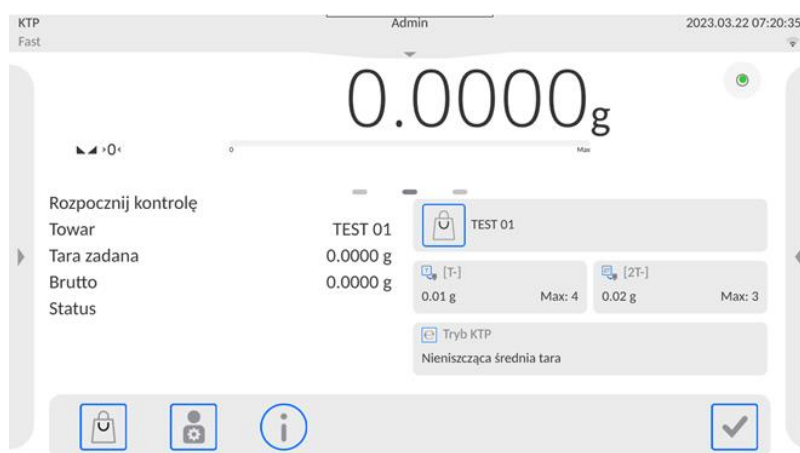 KTP
Admin
2023.03.22 07:20:35
Fast
0.0000g
›0‹
0
Max
Rozpocznij kontrolę
Towar TEST 01
Tara zadana 0.0000 g
Brutto 0.0000 g
Status
TEST 01
[T-]
0.01 g Max: 4
[2T-]
0.02 g Max: 3
Tryb KTP
Nieniszcząca średnia tara